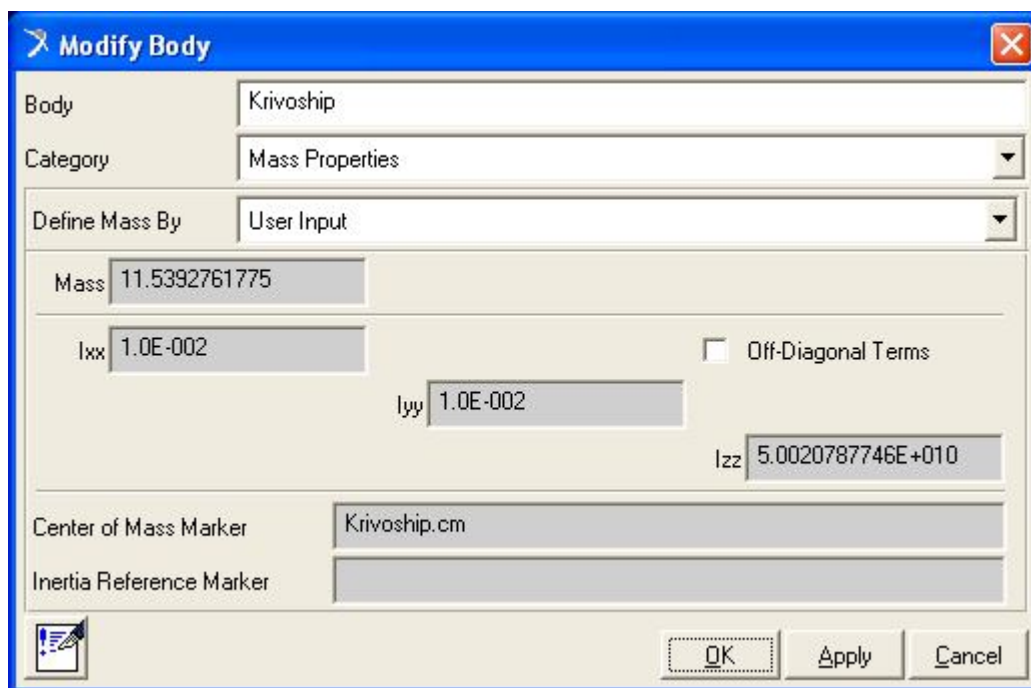 Modify Body
Body Krivoship
Category Mass Properties
Define Mass By User Input
Mass 11.5392761775
Ixx 1.0E-002 Off-Diagonal Terms
Iyy 1.0E-002
Izz 5.0020787746E+010
Center of Mass Marker Krivoship.cm
Inertia Reference Marker
OK Apply Cancel